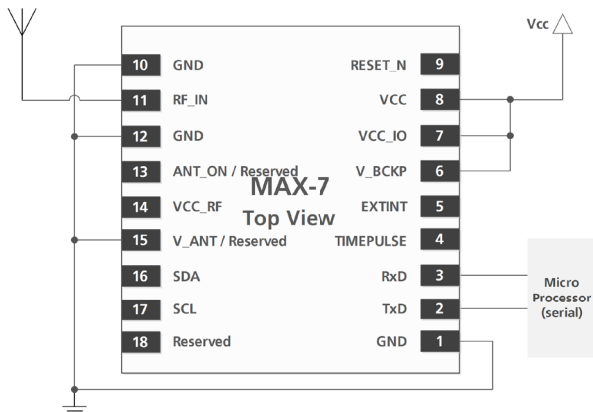 Vcc
10 GND RESET_N 9
11 RF_IN VCC 8
12 GND VCC_IO 7
13 ANT_ON / Reserved V_BCKP 6
MAX-7
14 VCC_RF EXTINT 5
Top View
15 V_ANT / Reserved TIMEPULSE 4
16 SDA RxD 3
17 SCL TxD 2
18 Reserved GND 1
Micro
Processor
(serial)